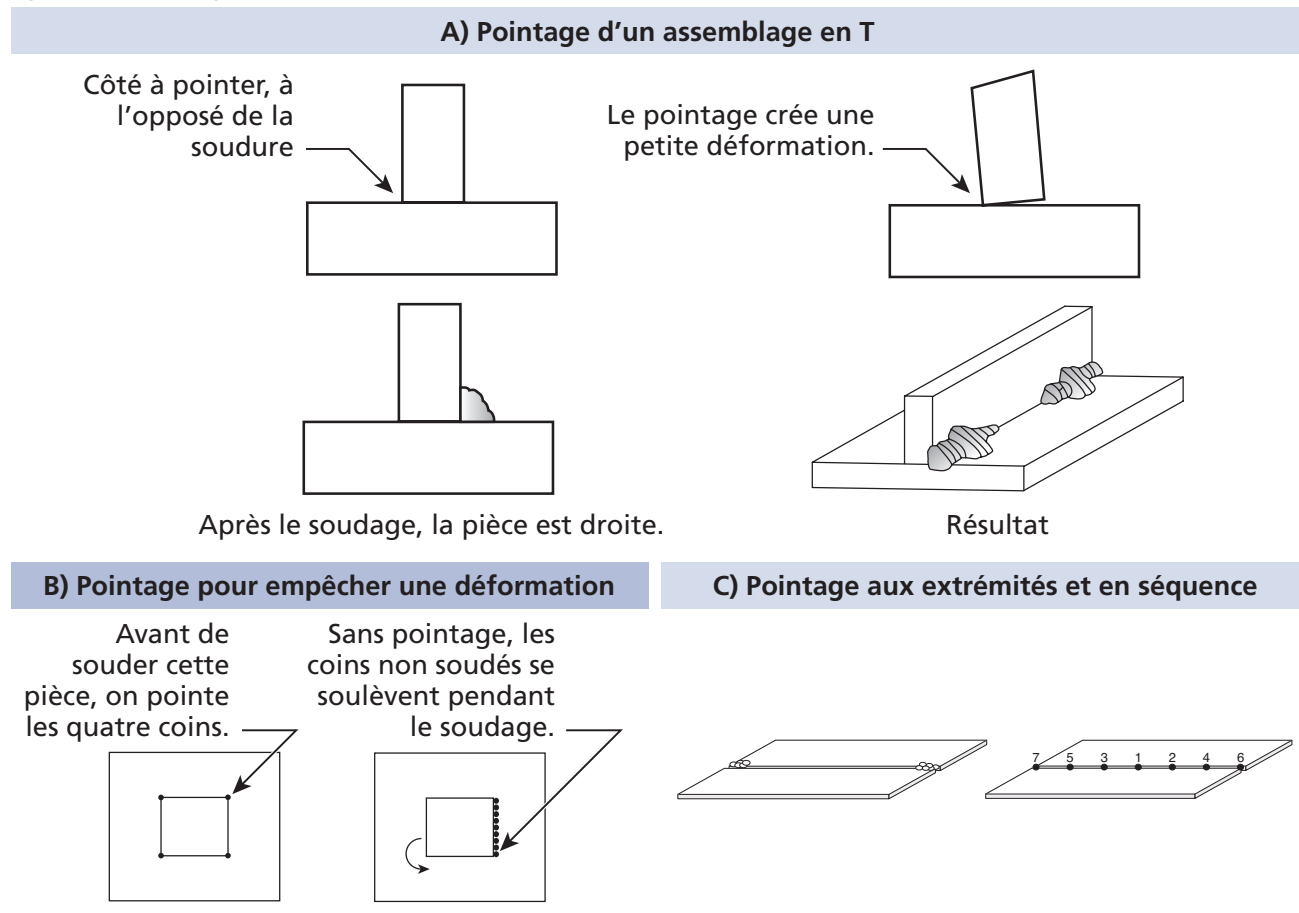 A) Pointage d'un assemblage en T
Côté à pointer, à
l'opposé de la
soudure
Le pointage crée une
petite déformation.
Après le soudage, la pièce est droite.
Résultat
B) Pointage pour empêcher une déformation
Avant de
souder cette
pièce, on pointe
les quatre coins.
Sans pointage, les
coins non soudés se
soulèvent pendant
le soudage.
C) Pointage aux extrémités et en séquence
7 5 3 1 2 4 6